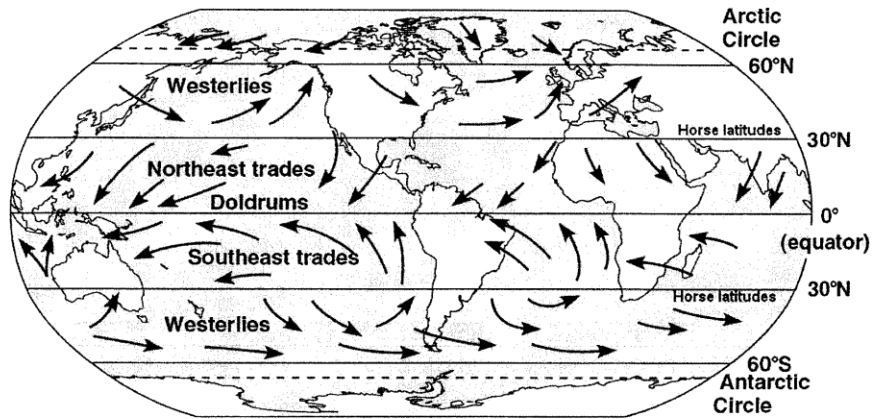 Arctic
Circle
60°N
Westerlies
Horse latitudes
30°N
Northeast trades
Doldrums
0°
(equator)
Southeast trades
Horse latitudes
30°N
Westerlies
60°S
Antarctic
Circle